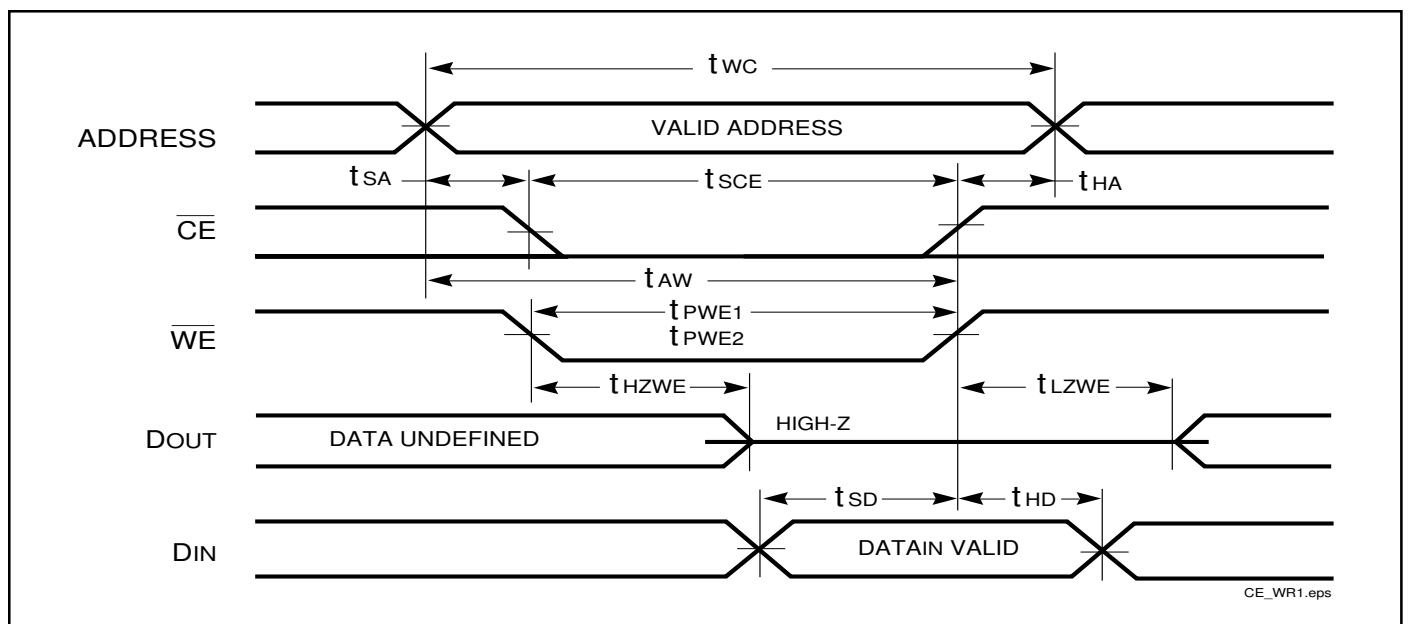 tWC
ADDRESS
VALID ADDRESS
tSA
tSCE
tHA
CE
tAW
tPWE1
WE
tPWE2
tHZWE
tLZWE
HIGH-Z
DOUT
DATA UNDEFINED
tSD
tHD
DIN
DATAIN VALID
CE_WR1.eps